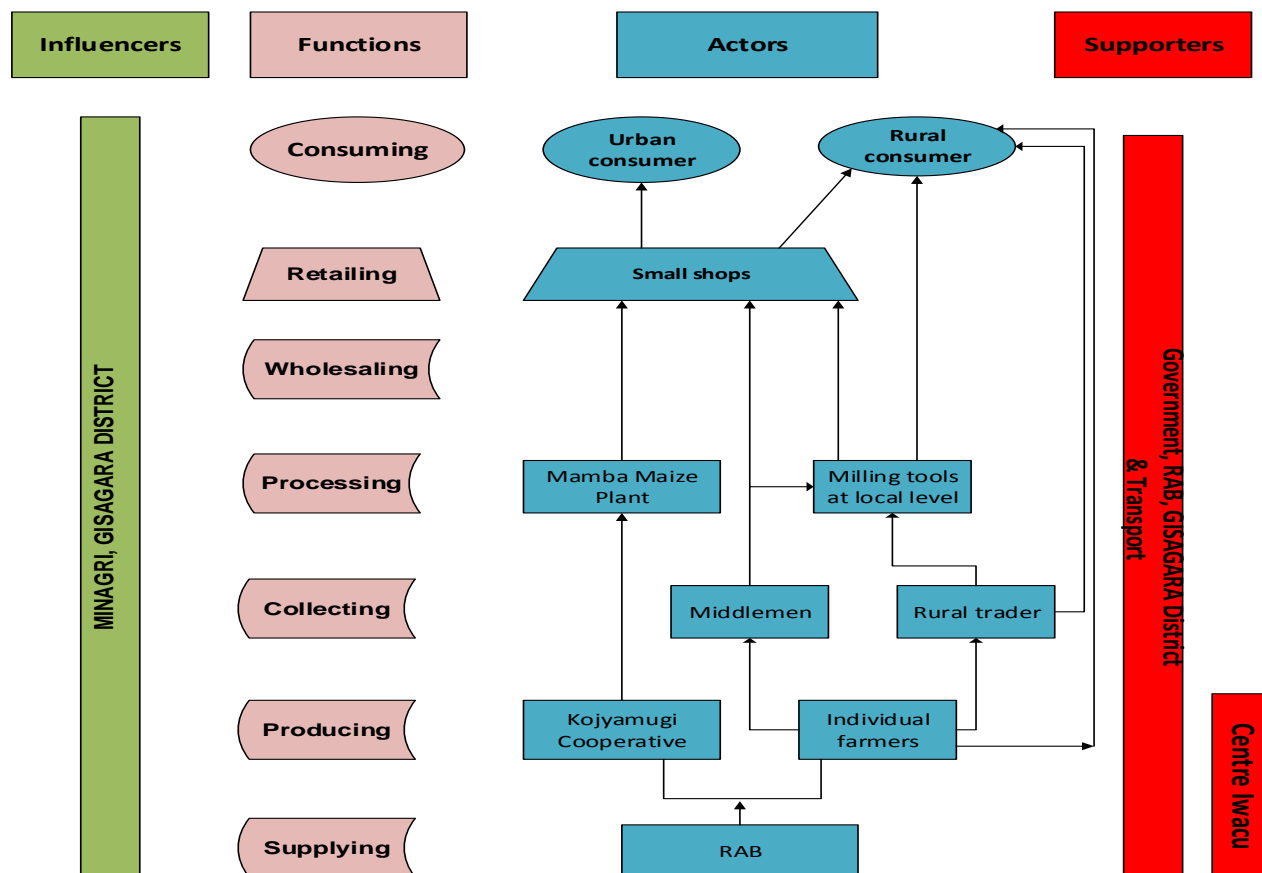 Influencers
Functions
Actors
Supporters
Consuming
Urban
consumer
Rural
consumer
Retailing
Small shops
Wholesaling
Processing
Mamba Maize
Plant
Milling tools
at local level
Collecting
Middlemen
Rural trader
Producing
Kojyamugi
Cooperative
Individual
farmers
Supplying
RAB
MINAGRI, GISAGARA DISTRICT
Government, RAB, GISAGARA District
& Transport
Centre Iwacu